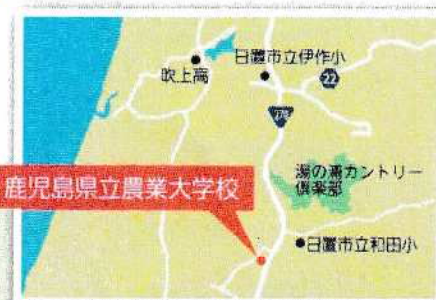 日置市立伊作小
吹上高
22
湯の浦カントリー
倶楽部
鹿児島県立農業大学校
日置市立和田小